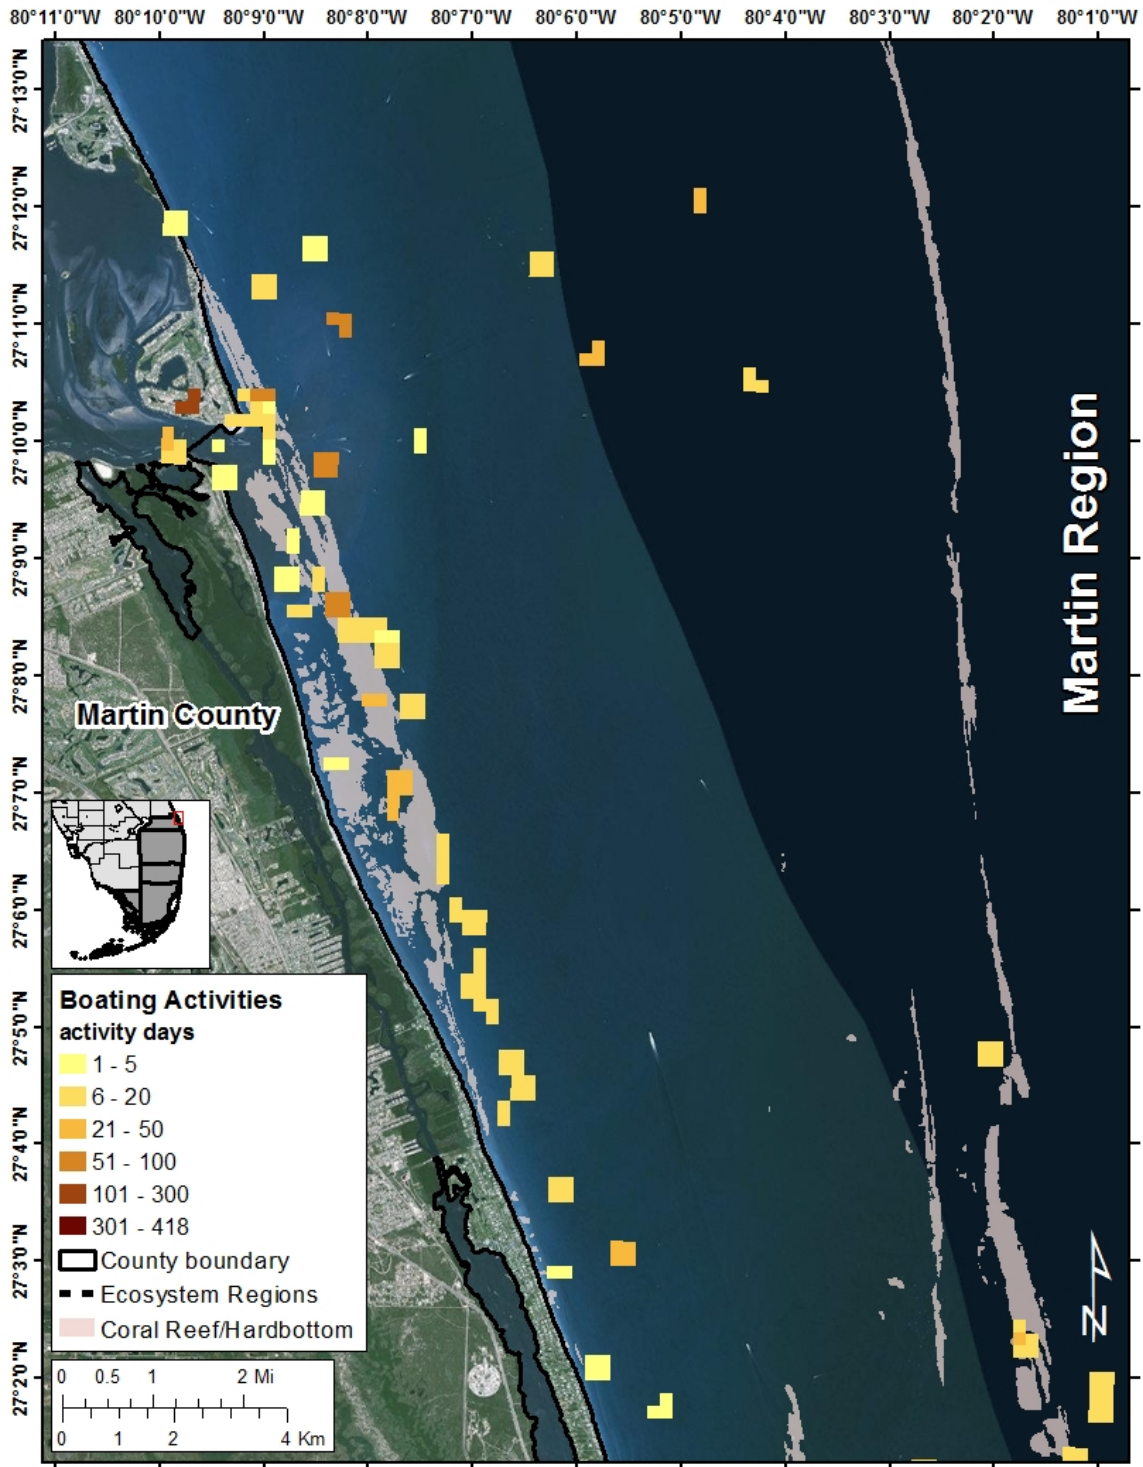 80°11'0"W 80°10'0"W 80°9'0"W 80°8'0"W 80°7'0"W 80°6'0"W 80°5'0"W 80°4'0"W 80°3'0"W 80°2'0"W 80°1'0"W
27°13'0"N
27°12'0"N
27°11'0"N
27°10'0"N
27°9'0"N
27°8'0"N
27°7'0"N
27°6'0"N
27°5'0"N
27°4'0"N
27°3'0"N
27°2'0"N
Martin Region
Martin County
Boating Activities
activity days
1 - 5
6 - 20
21 - 50
51 - 100
101 - 300
301 - 418
County boundary
Ecosystem Regions
Coral Reef/Hardbottom
0 0.5 1 2 Mi
0 1 2 4 Km
N